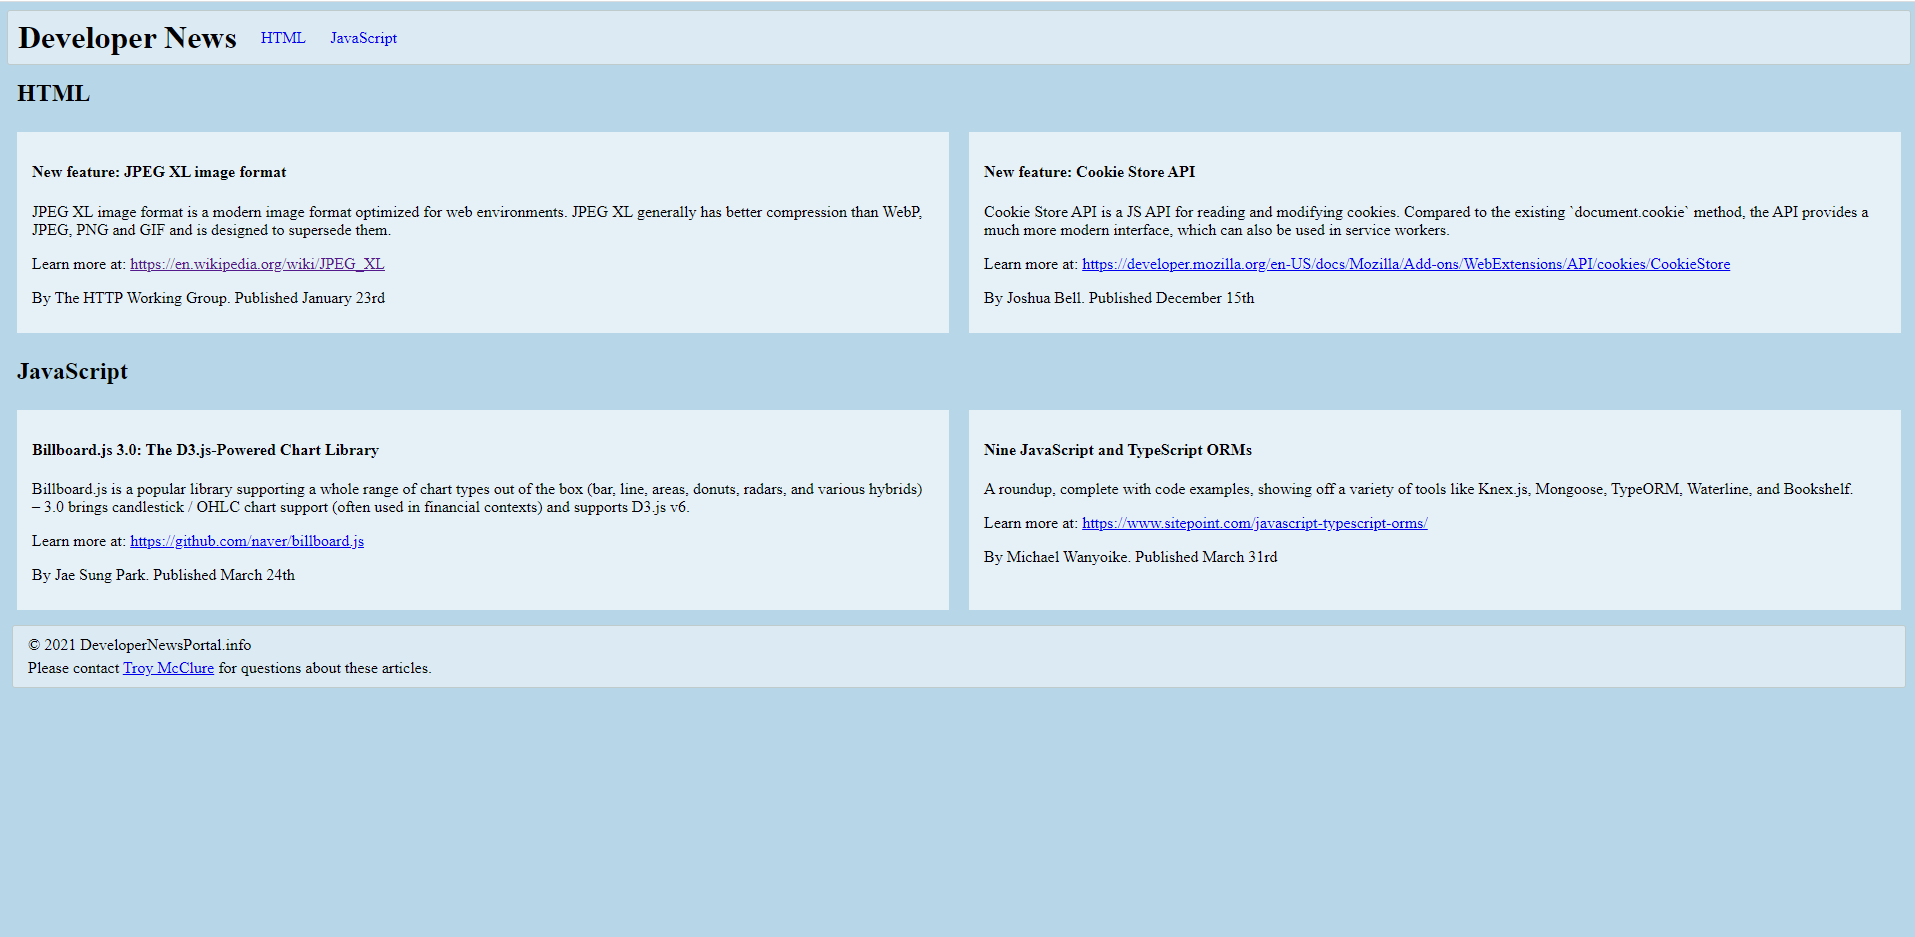 Developer News HTML JavaScript
HTML
New feature: JPEG XL image format
JPEG XL image format is a modern image format optimized for web environments. JPEG XL generally has better compression than WebP,
JPEG, PNG and GIF and is designed to supersede them.
Learn more at: https://en.wikipedia.org/wiki/JPEG_XL
By The HTTP Working Group. Published January 23rd
New feature: Cookie Store API
Cookie Store API is a JS API for reading and modifying cookies. Compared to the existing `document.cookie` method, the API provides a
much more modern interface, which can also be used in service workers.
Learn more at: https://developer.mozilla.org/en-US/docs/Mozilla/Add-ons/WebExtensions/API/cookies/CookieStore
By Joshua Bell. Published December 15th
JavaScript
Billboard.js 3.0: The D3.js-Powered Chart Library
Billboard.js is a popular library supporting a whole range of chart types out of the box (bar, line, areas, donuts, radars, and various hybrids)
– 3.0 brings candlestick / OHLC chart support (often used in financial contexts) and supports D3.js v6.
Learn more at: https://github.com/naver/billboard.js
By Jae Sung Park. Published March 24th
Nine JavaScript and TypeScript ORMs
A roundup, complete with code examples, showing off a variety of tools like Knex.js, Mongoose, TypeORM, Waterline, and Bookshelf.
Learn more at: https://www.sitepoint.com/javascript-typescript-orms/
By Michael Wanyoike. Published March 31rd
© 2021 DeveloperNewsPortal.info
Please contact Troy McClure for questions about these articles.